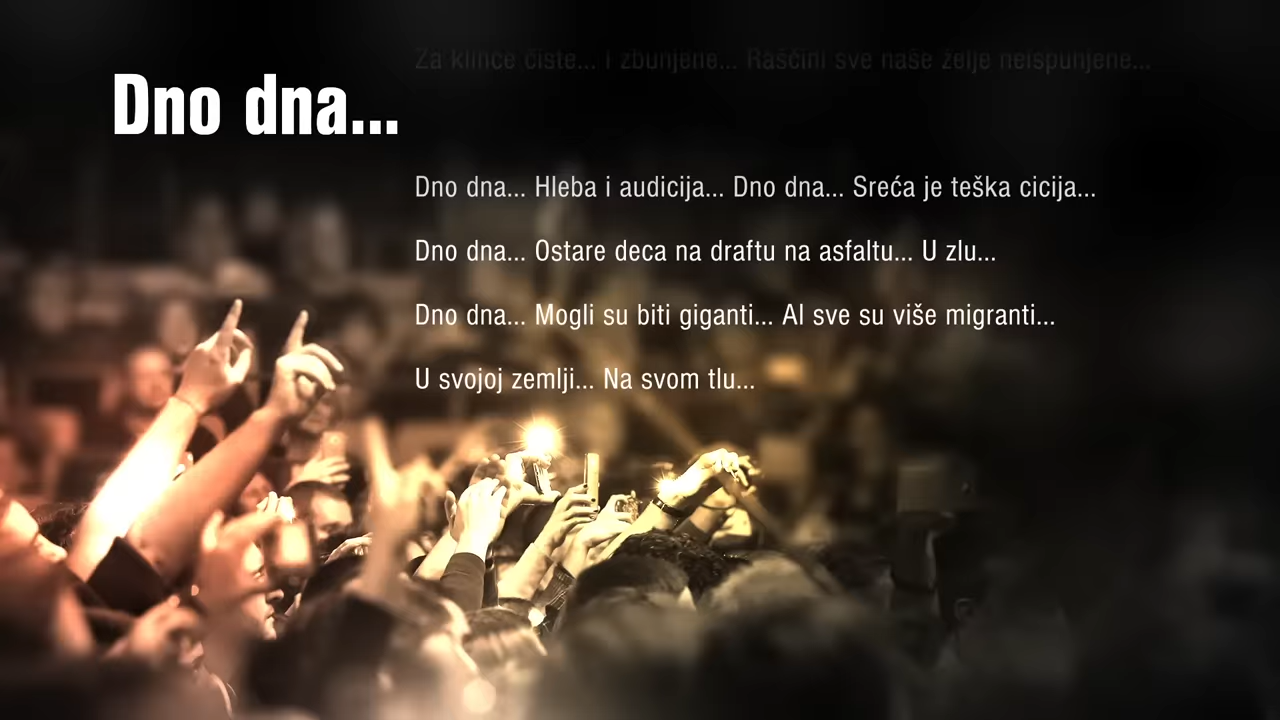 Za klince čiste... I zbunjene... Raščini sve naše želje neispunjene...
Dno dna...
Dno dna... Hleba i audicija... Dno dna... Sreća je teška cicija...
Dno dna... Ostare deca na draftu na asfaltu... U zlu...
Dno dna... Mogli su biti giganti... Al sve su više migranti...
U svojoj zemlji... Na svom tlu...